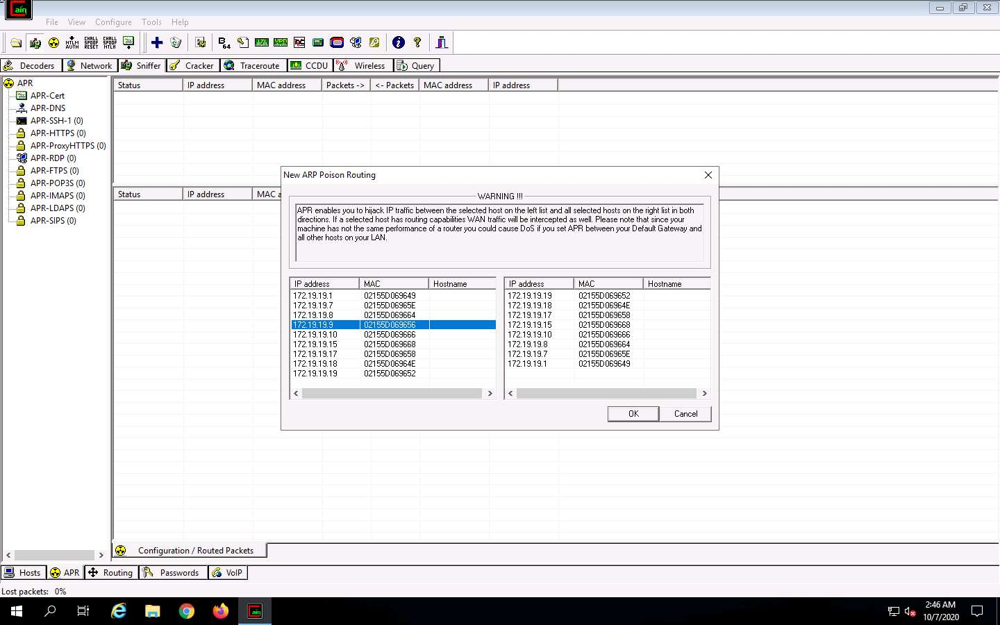 Cain
File View Configure Tools Help
NTLM AUTH CHALL SPOOF RESET CHALL SPOOF NTLM B 64
Decoders Network Sniffer Cracker Traceroute CCDU Wireless Query
APR
APR-Cert
APR-DNS
APR-SSH-1 (0)
APR-HTTPS (0)
APR-ProxyHTTPS (0)
APR-RDP (0)
APR-FTPS (0)
APR-POP3S (0)
APR-IMAPS (0)
APR-LDAPS (0)
APR-SIPS (0)
Status IP address MAC address Packets -> <- Packets MAC address IP address
Status IP address MAC a
New ARP Poison Routing
WARNING !!!
APR enables you to hijack IP traffic between the selected host on the left list and all selected hosts on the right list in both
directions. If a selected host has routing capabilities WAN traffic will be intercepted as well. Please note that since your
machine has not the same performance of a router you could cause DoS if you set APR between your Default Gateway and
all other hosts on your LAN.
IP address MAC Hostname
172.19.19.1 02155D069649
172.19.19.7 02155D06965E
172.19.19.8 02155D069664
172.19.19.9 02155D069656
172.19.19.10 02155D069666
172.19.19.15 02155D069668
172.19.19.17 02155D069658
172.19.19.18 02155D06964E
172.19.19.19 02155D069652
IP address MAC Hostname
172.19.19.19 02155D069652
172.19.19.18 02155D06964E
172.19.19.17 02155D069658
172.19.19.15 02155D069668
172.19.19.10 02155D069666
172.19.19.8 02155D069664
172.19.19.7 02155D06965E
172.19.19.1 02155D069649
OK Cancel
Configuration / Routed Packets
Hosts APR Routing Passwords VoIP
Lost packets: 0%
Cain
2:46 AM
10/7/2020